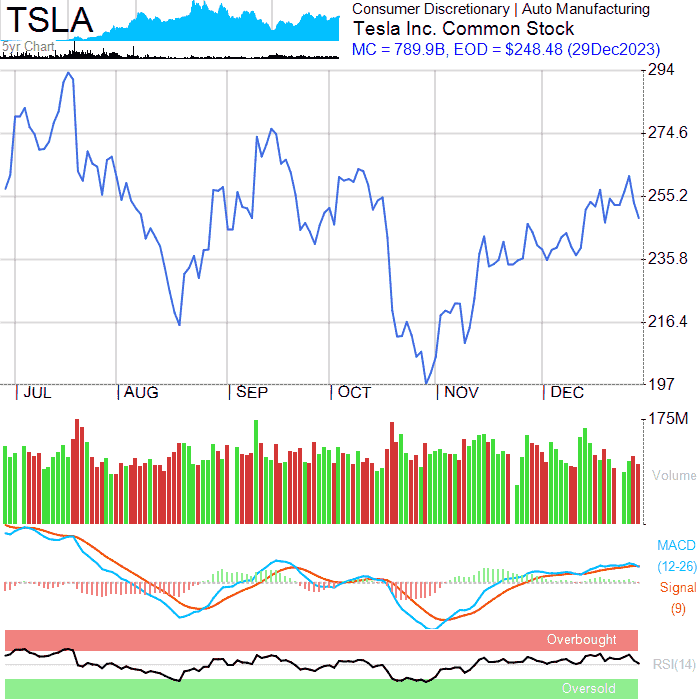 TSLA
5yr Chart
Consumer Discretionary | Auto Manufacturing
Tesla Inc. Common Stock
MC = 789.9B, EOD = $248.48 (29Dec2023)
294
274.6
255.2
235.8
216.4
197
JUL AUG SEP OCT NOV DEC
175M
Volume
MACD
(12-26)
Signal
(9)
Overbought
RSI(14)
Oversold